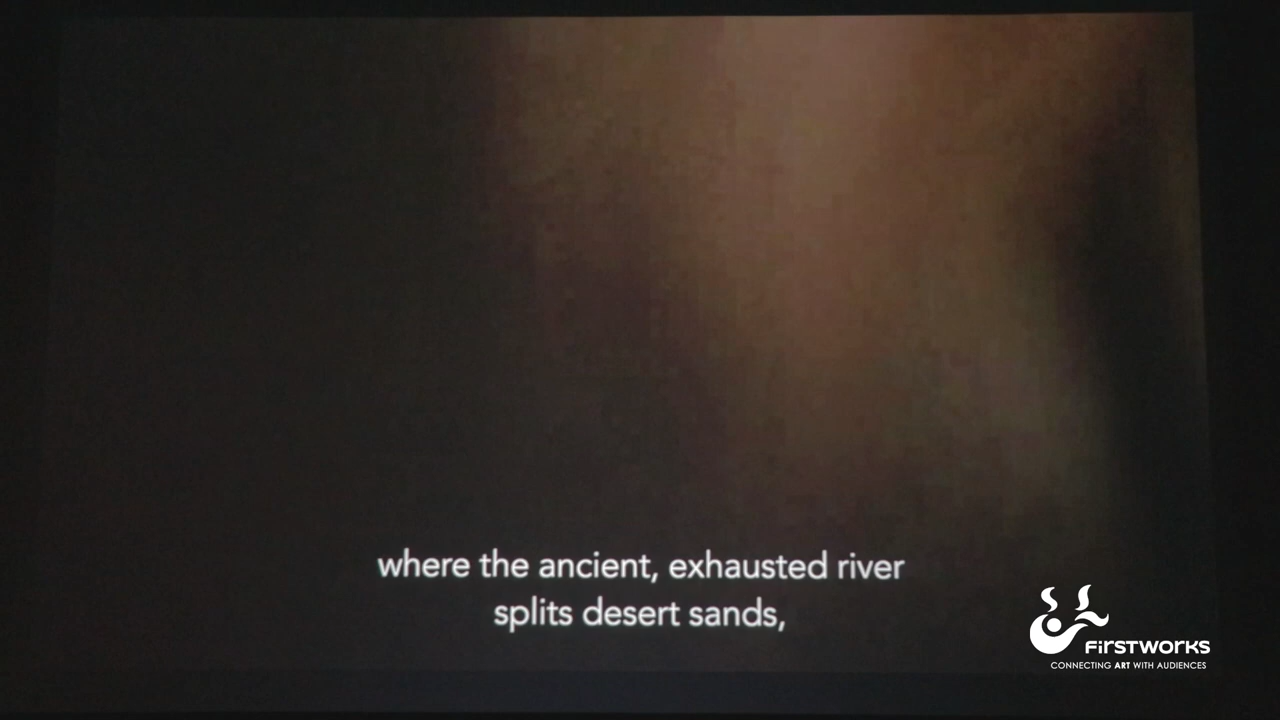 where the ancient, exhausted river
splits desert sands,
FIRSTWORKS
CONNECTING ART WITH AUDIENCES